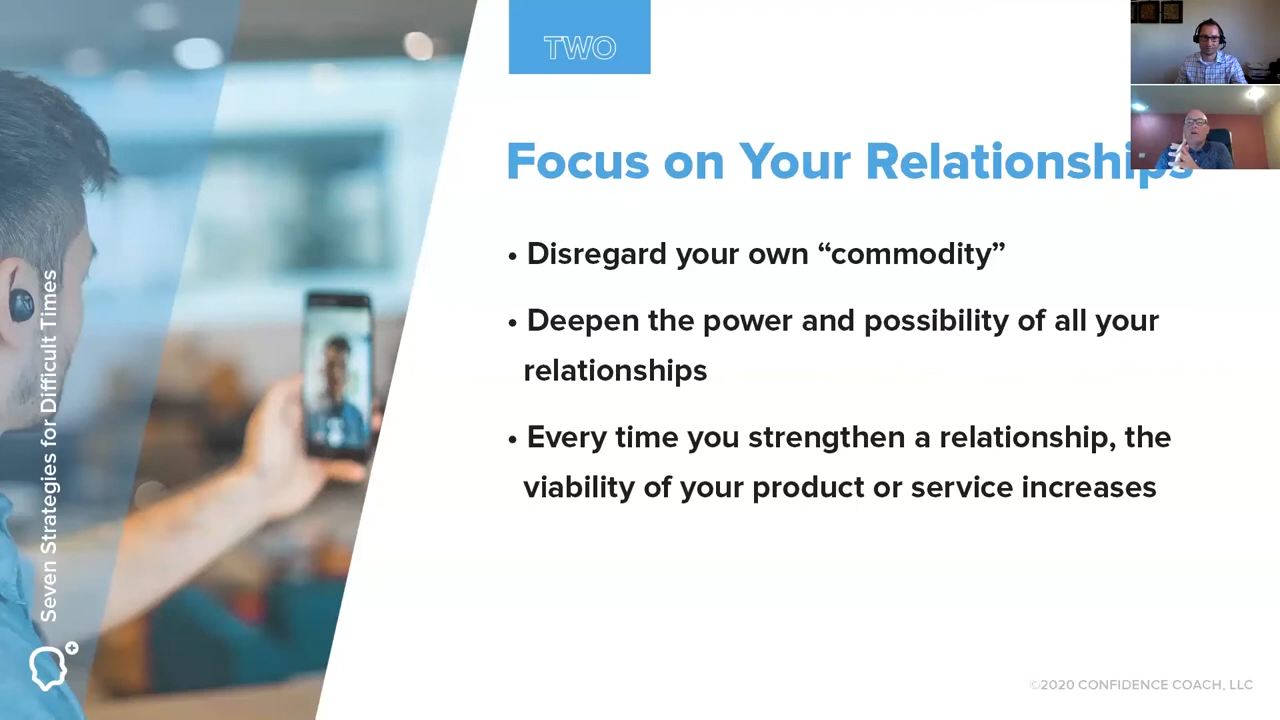 TWO
Focus on Your Relationships
• Disregard your own “commodity”
• Deepen the power and possibility of all your
relationships
• Every time you strengthen a relationship, the
viability of your product or service increases
Seven Strategies for Difficult Times
©2020 CONFIDENCE COACH, LLC